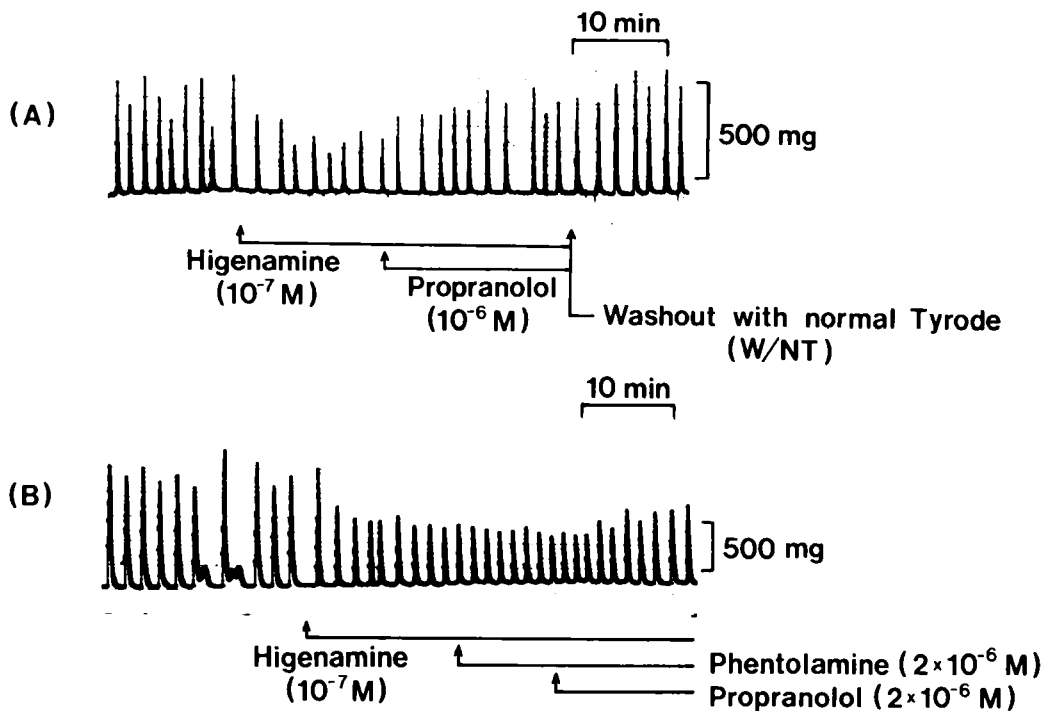 10 min
(A)
500 mg
Higenamine
(10⁻⁷ M)
Propranolol
(10⁻⁶ M)
Washout with normal Tyrode
(W/NT)
10 min
(B)
500 mg
Higenamine
(10⁻⁷ M)
Phentolamine (2×10⁻⁶ M)
Propranolol (2×10⁻⁶ M)